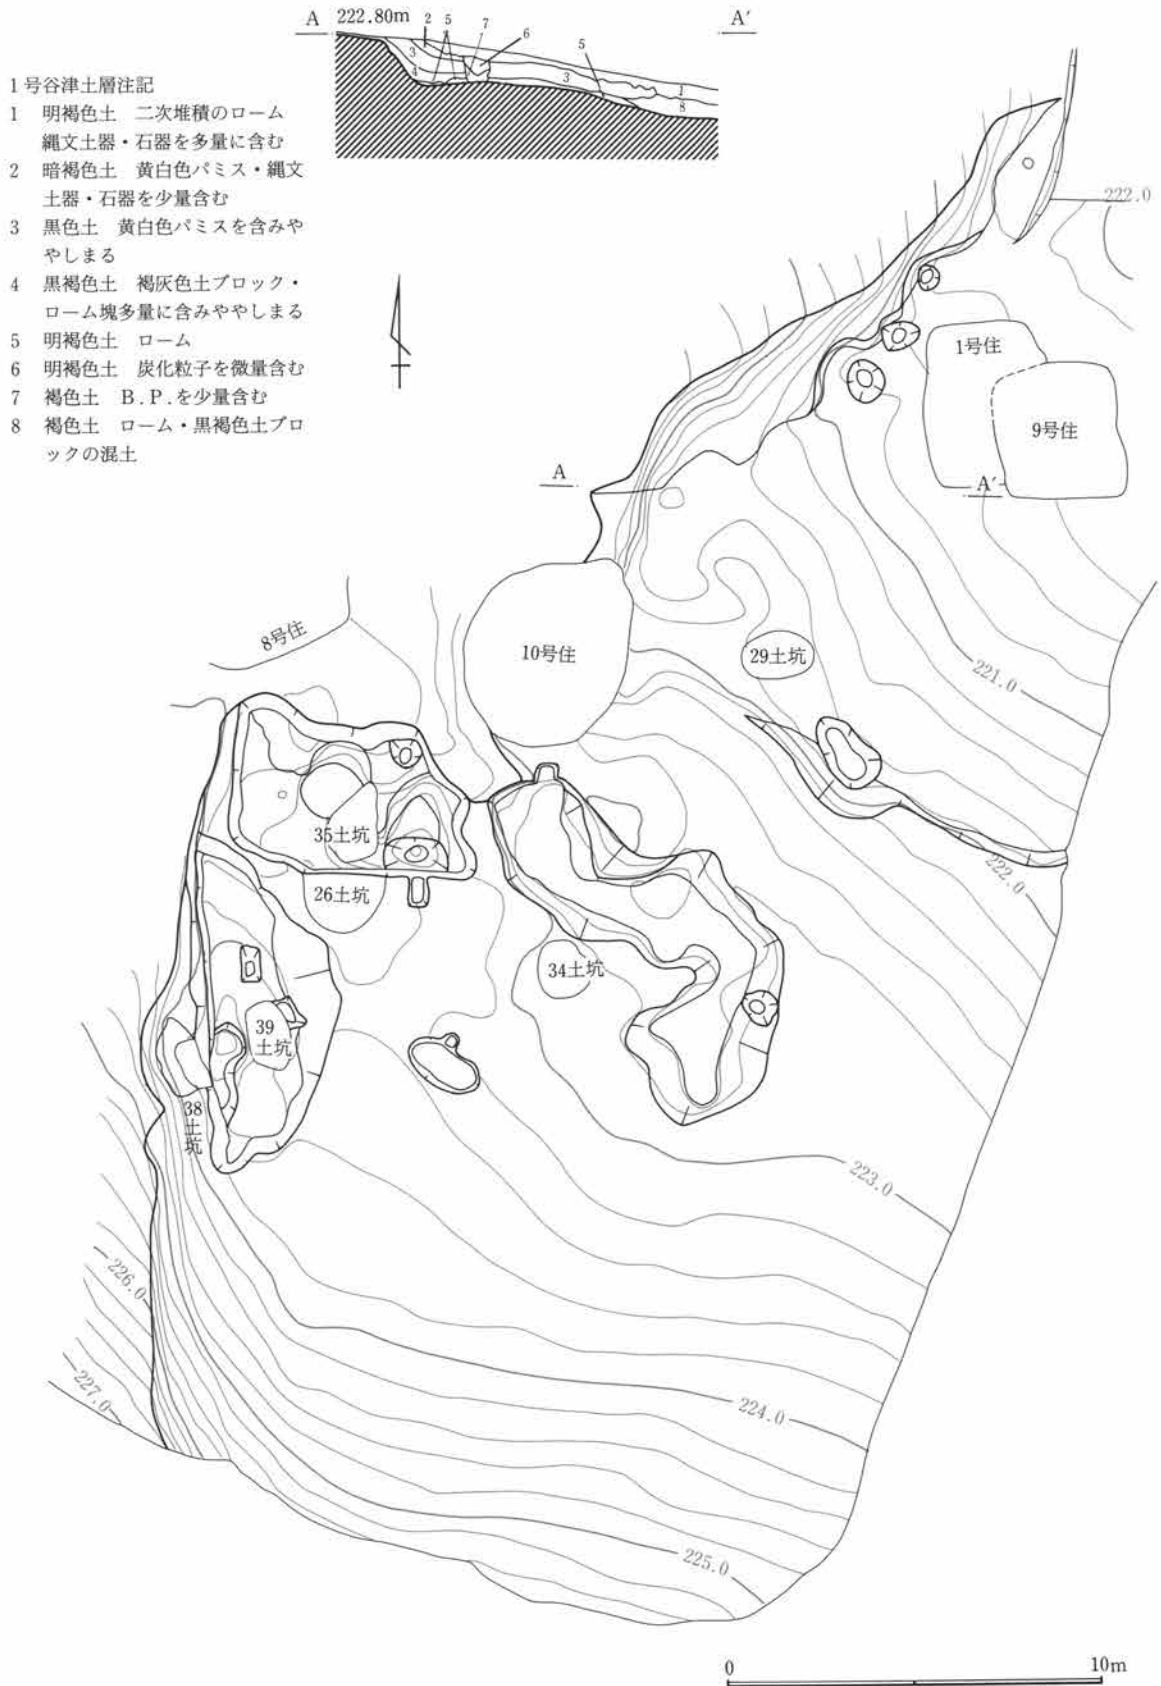 A 222.80m 2 5 7 6 5 A'
3 4 3 1 8
1号谷津土層注記
1 明褐色土 二次堆積のローム
縄文土器・石器を多量に含む
2 暗褐色土 黄白色パミス・縄文
土器・石器を少量含む
3 黒色土 黄白色パミスを含みや
やしまる
4 黒褐色土 褐灰色土ブロック・
ローム塊多量に含みややしまる
5 明褐色土 ローム
6 明褐色土 炭化粒子を微量含む
7 褐色土 B.P.を少量含む
8 褐色土 ローム・黒褐色土ブロ
ックの混土
222.0
1号住
9号住
A
A'
8号住
10号住
29土坑
221.0
35土坑
222.0
26土坑
34土坑
39
土坑
38
土
坑
223.0
226.0
227.0
224.0
225.0
0 10m